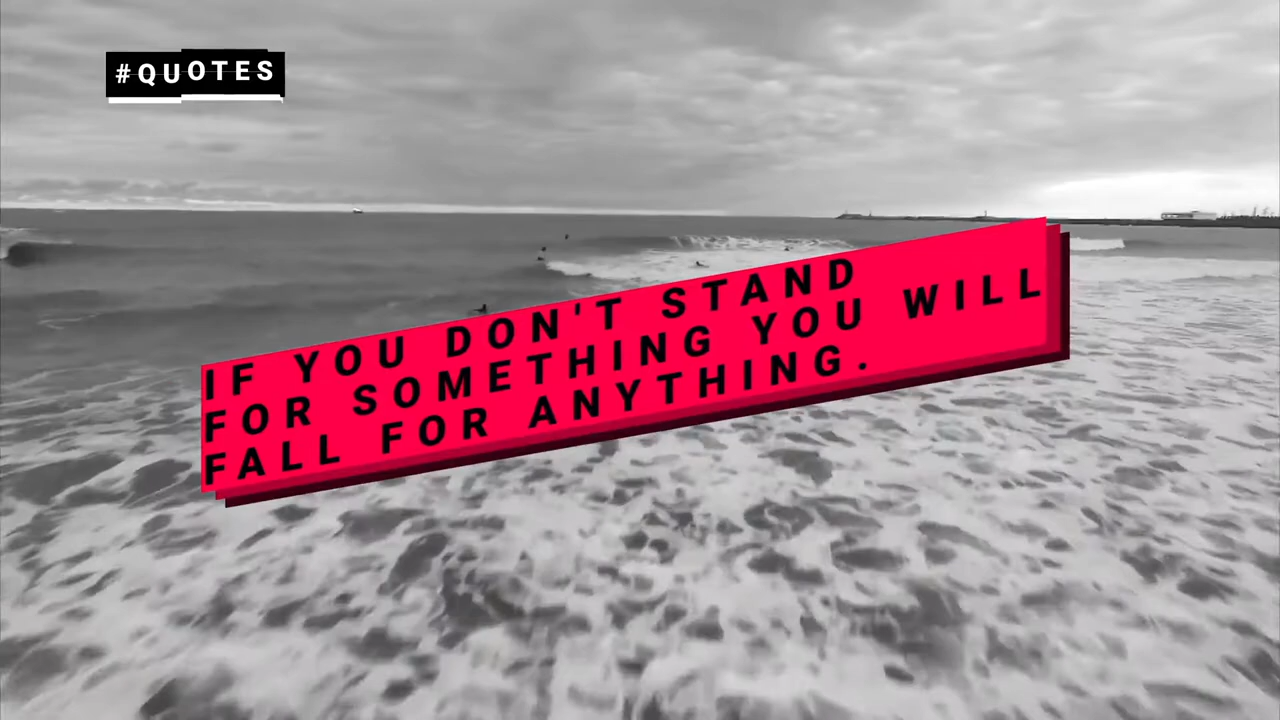 #QUOTES
IF YOU DON'T STAND
FOR SOMETHING YOU WILL
FALL FOR ANYTHING.